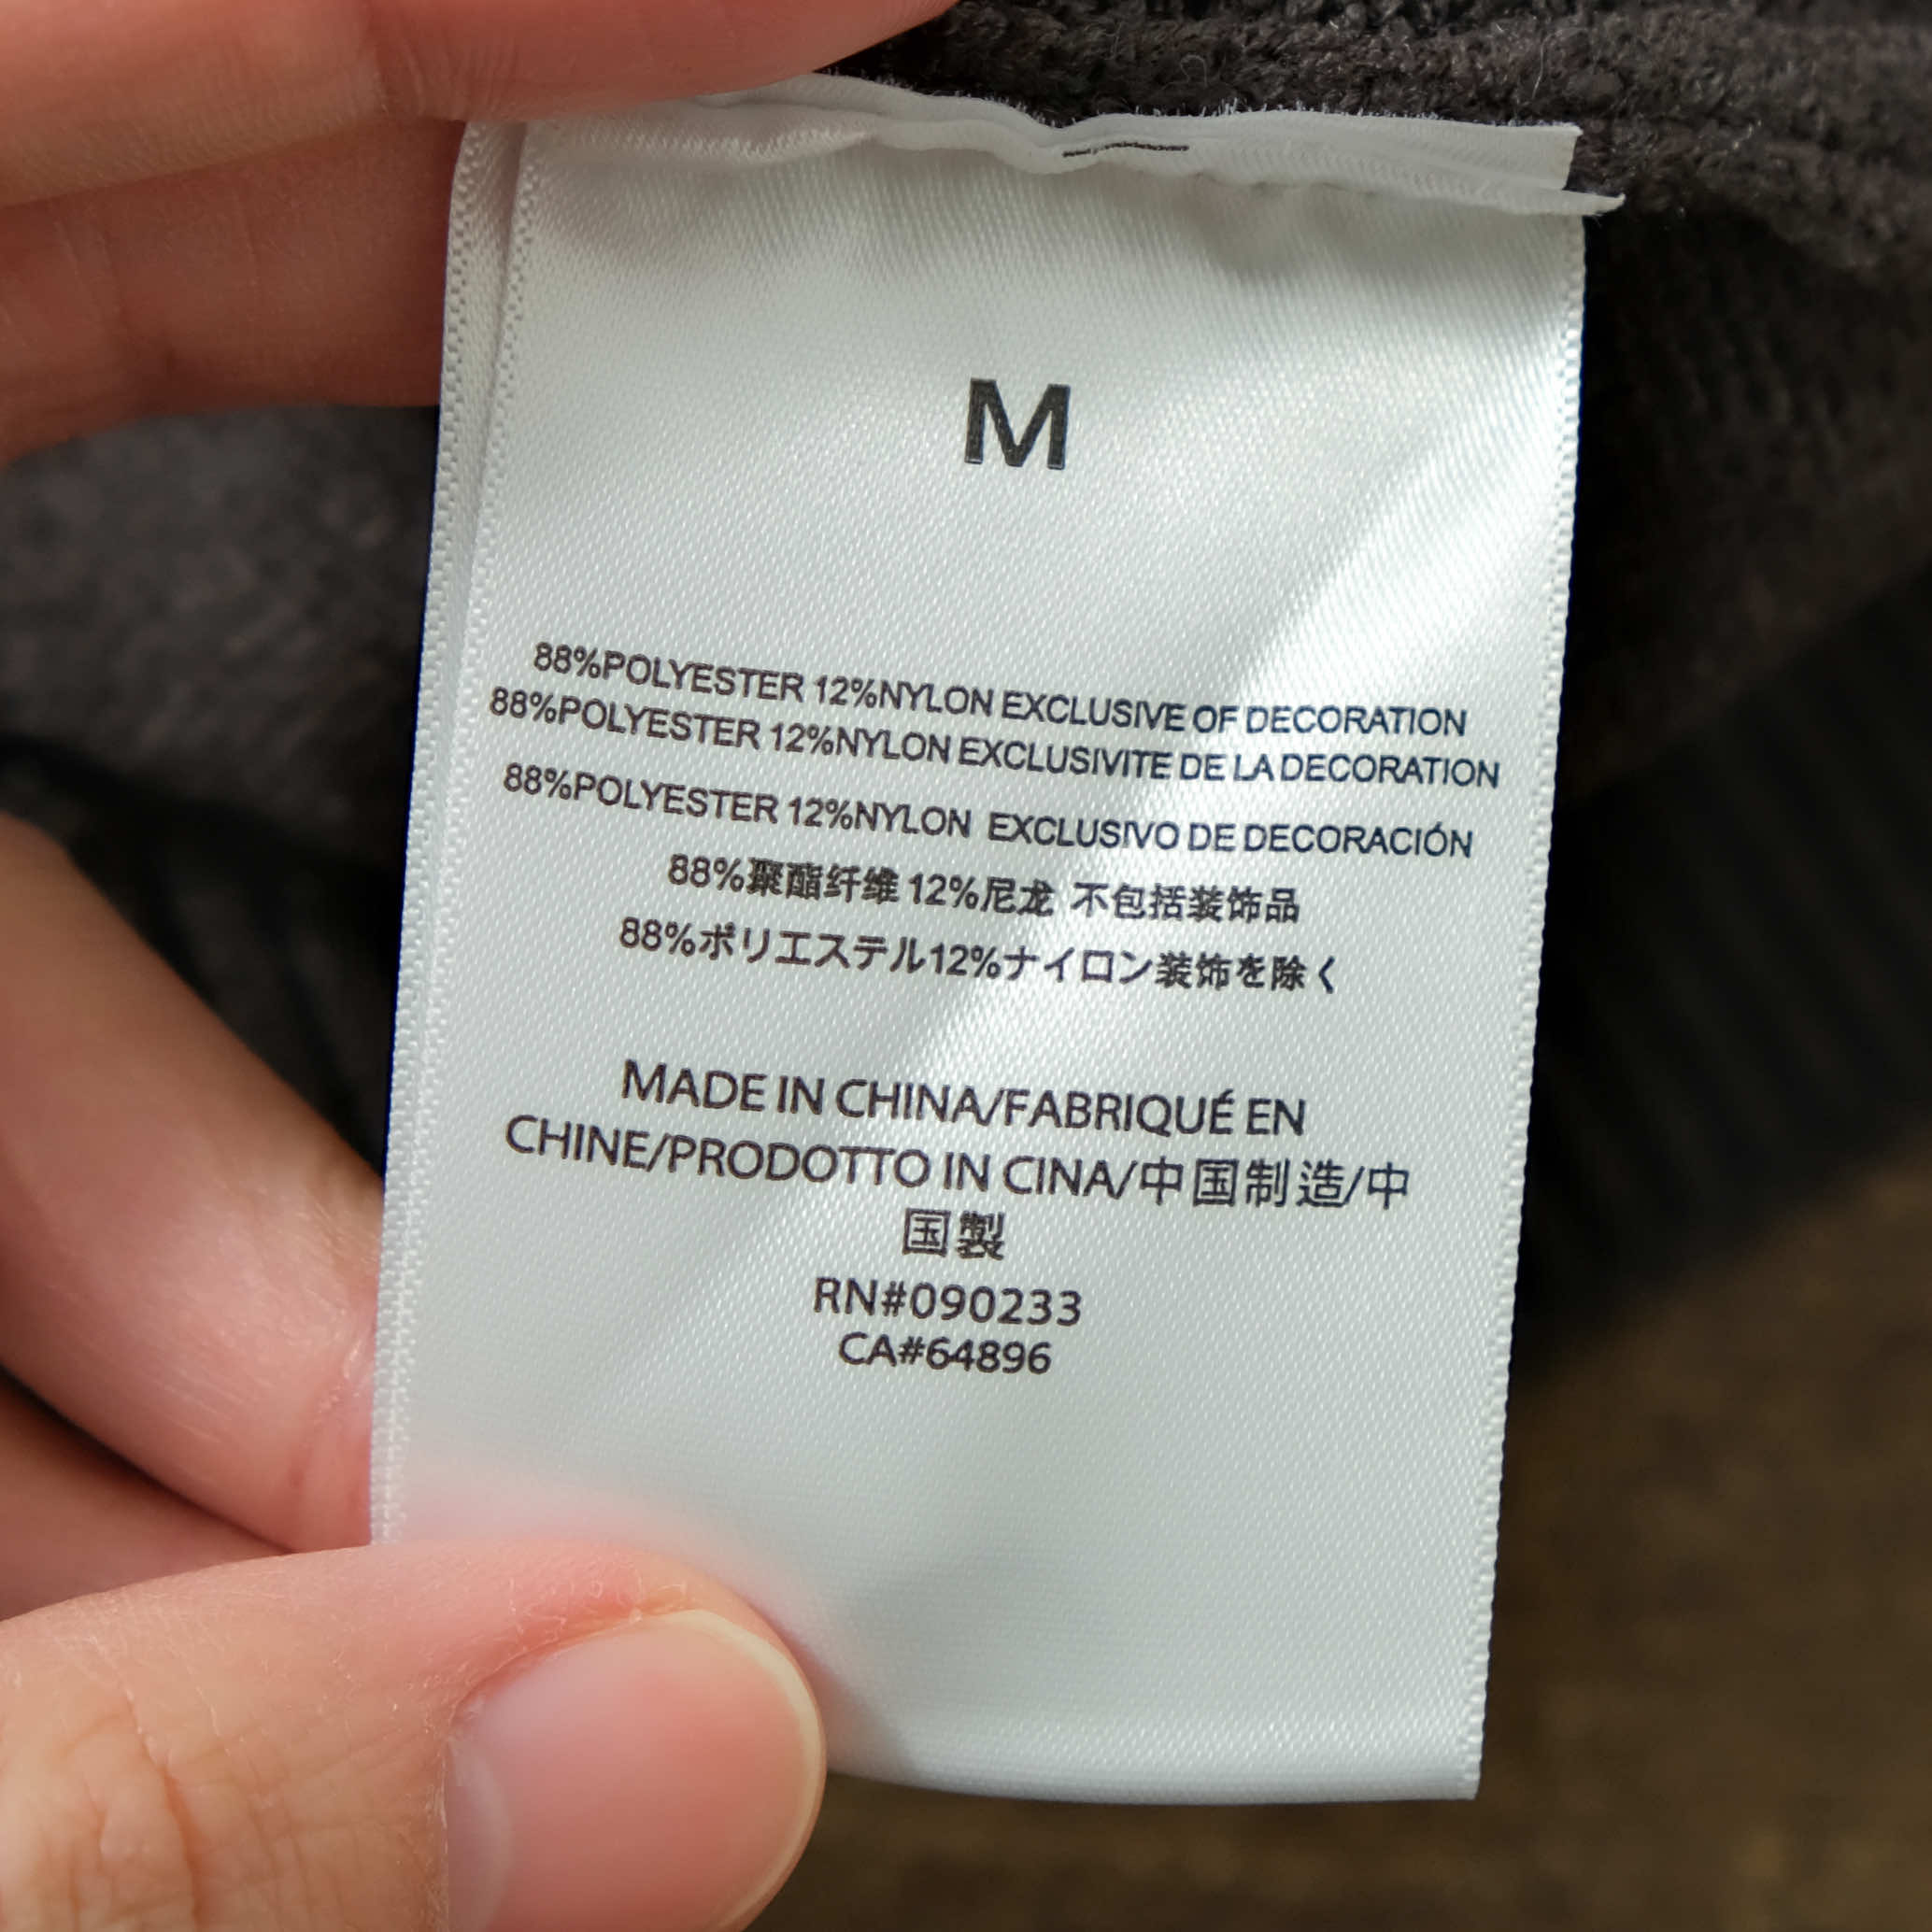 M
88%POLYESTER 12%NYLON EXCLUSIVE OF DECORATION
88%POLYESTER 12%NYLON EXCLUSIVITE DE LA DECORATION
88%POLYESTER 12%NYLON EXCLUSIVO DE DECORACIÓN
88%聚酯纤维 12%尼龙 不包括装饰品
88%ポリエステル12%ナイロン装饰を除く
MADE IN CHINA/FABRIQUÉ EN
CHINE/PRODOTTO IN CINA/中国制造/中
国製
RN#090233
CA#64896